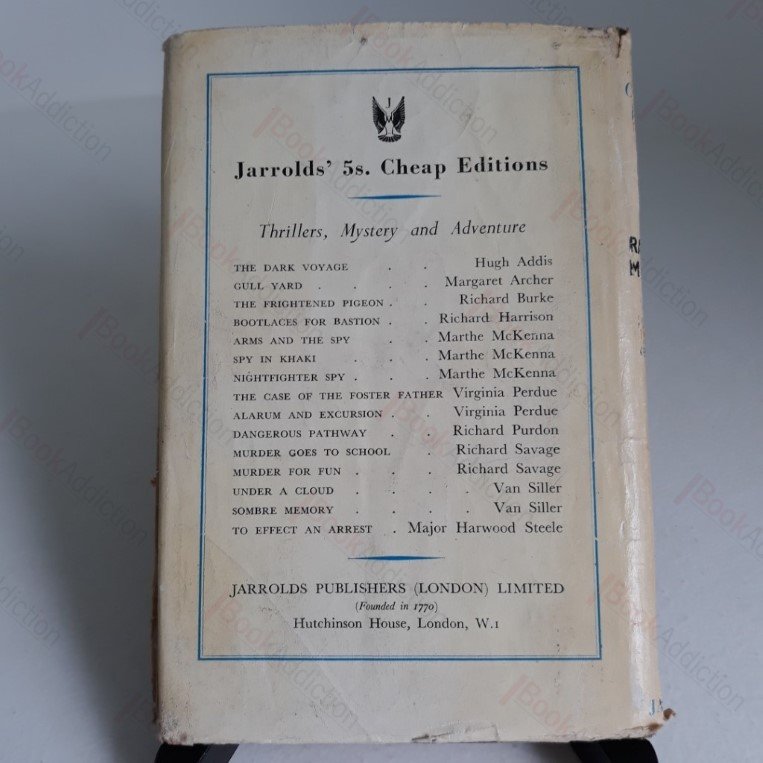 J
Jarrolds' 5s. Cheap Editions
Thrillers, Mystery and Adventure
THE DARK VOYAGE . . Hugh Addis
GULL YARD . . . . Margaret Archer
THE FRIGHTENED PIGEON . . Richard Burke
BOOTLACES FOR BASTION . . Richard Harrison
ARMS AND THE SPY . . Marthe McKenna
SPY IN KHAKI . . . Marthe McKenna
NIGHTFIGHTER SPY . . . Marthe McKenna
THE CASE OF THE FOSTER FATHER Virginia Perdue
ALARUM AND EXCURSION . . Virginia Perdue
DANGEROUS PATHWAY . . Richard Purdon
MURDER GOES TO SCHOOL . Richard Savage
MURDER FOR FUN . . . Richard Savage
UNDER A CLOUD . . . . Van Siller
SOMBRE MEMORY . . . . Van Siller
TO EFFECT AN ARREST . Major Harwood Steele
JARROLDS PUBLISHERS (LONDON) LIMITED
(Founded in 1770)
Hutchinson House, London, W.1
BookAddiction